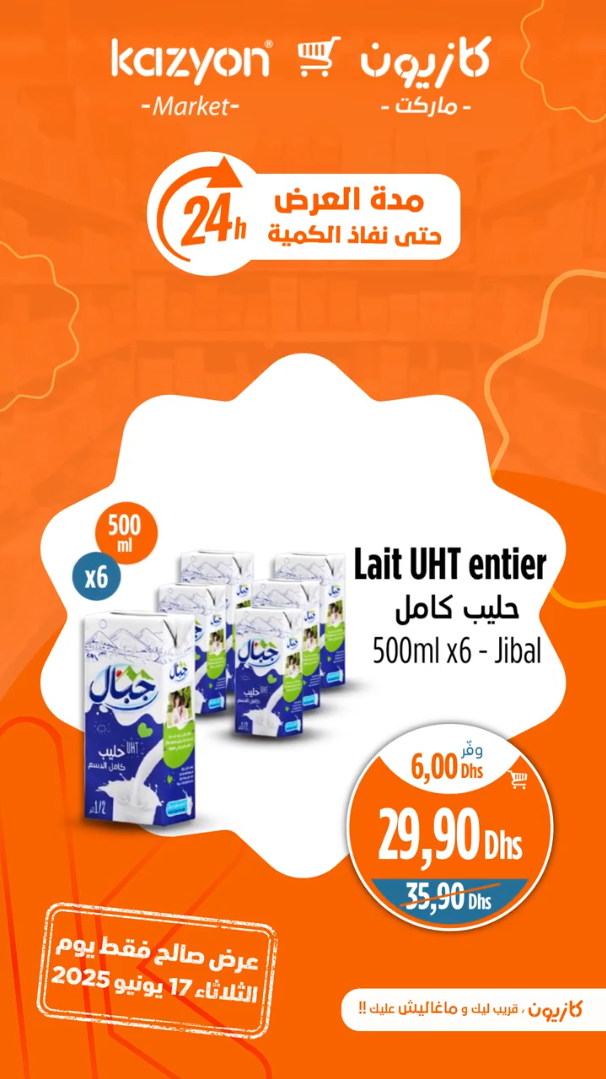 kazyon® كازيون
-Market- - ماركت -
مدة العرض
24h
حتى نفاذ الكمية
500
ml
x6
Lait UHT entier
حليب كامل
500ml x6 - Jibal
جبال
حليب UHT
كامل الدسم
1/2
وفّر
6,00 Dhs
29,90 Dhs
35,90 Dhs
عرض صالح فقط يوم
الثلاثاء 17 يونيو 2025
كازيون ، قريب ليك و ماغاليش عليك !!